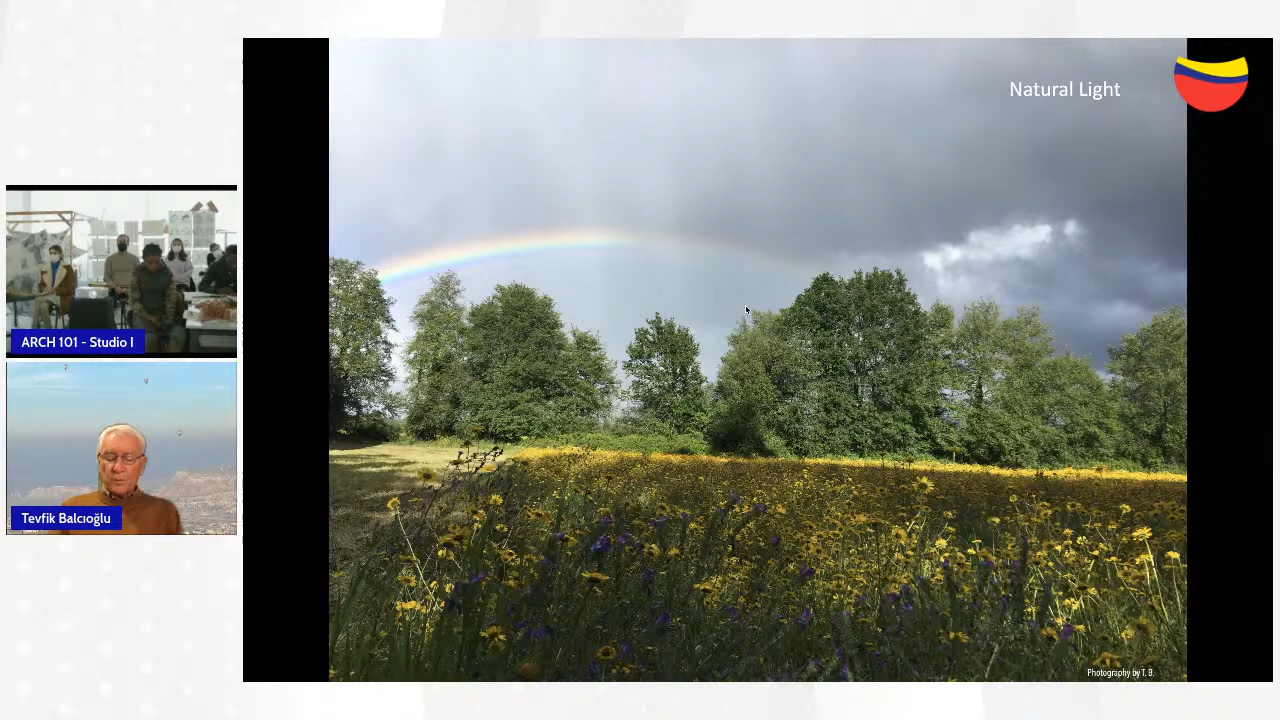 Natural Light
ARCH 101 - Studio I
Tevfik Balcıoğlu
Photography by T. B.